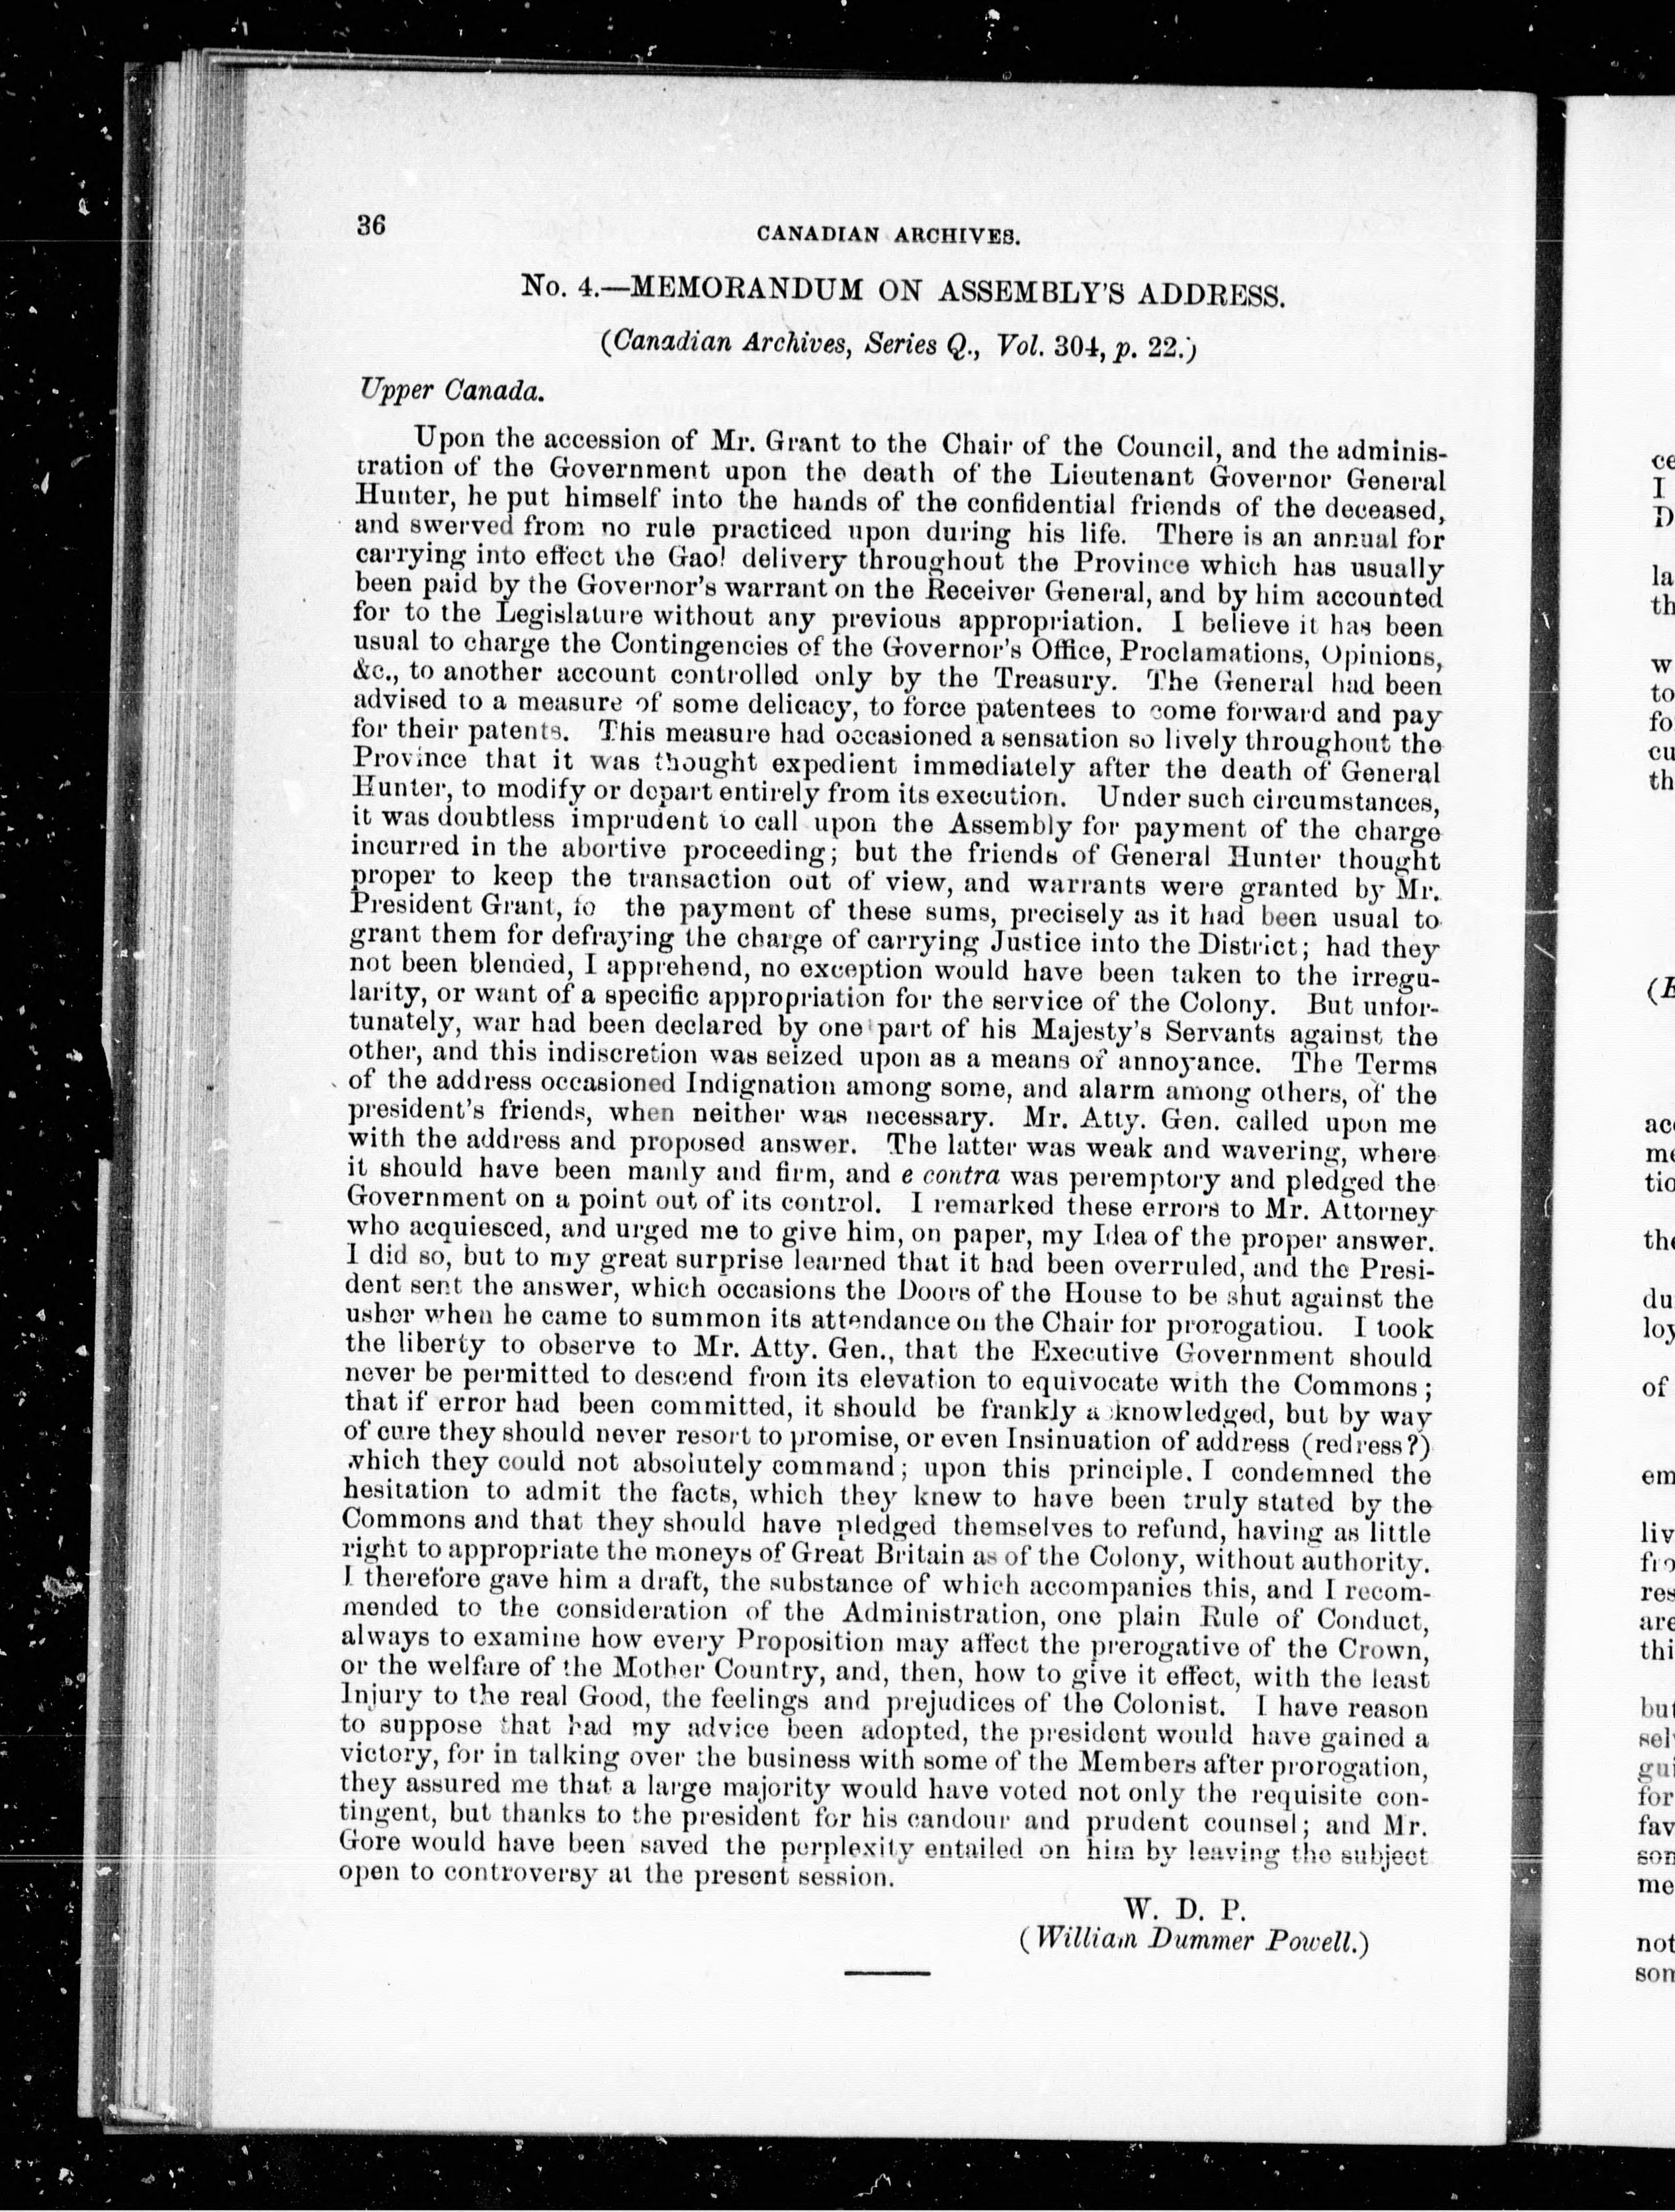 36
CANADIAN ARCHIVES.
No. 4.—MEMORANDUM ON ASSEMBLY'S ADDRESS.
(Canadian Archives, Series Q., Vol. 304, p. 22.)
Upper Canada.
Upon the accession of Mr. Grant to the Chair of the Council, and the adminis-
tration of the Government upon the death of the Lieutenant Governor General
Hunter, he put himself into the hands of the confidential friends of the deceased,
and swerved from no rule practiced upon during his life. There is an annual for
carrying into effect the Gaol delivery throughout the Province which has usually
been paid by the Governor's warrant on the Receiver General, and by him accounted
for to the Legislature without any previous appropriation. I believe it has been
usual to charge the Contingencies of the Governor's Office, Proclamations, Opinions,
&c., to another account controlled only by the Treasury. The General had been
advised to a measure of some delicacy, to force patentees to come forward and pay
for their patents. This measure had occasioned a sensation so lively throughout the
Province that it was thought expedient immediately after the death of General
Hunter, to modify or depart entirely from its execution. Under such circumstances,
it was doubtless imprudent to call upon the Assembly for payment of the charge
incurred in the abortive proceeding; but the friends of General Hunter thought
proper to keep the transaction out of view, and warrants were granted by Mr.
President Grant, fo the payment of these sums, precisely as it had been usual to
grant them for defraying the charge of carrying Justice into the District; had they
not been blended, I apprehend, no exception would have been taken to the irregu-
larity, or want of a specific appropriation for the service of the Colony. But unfor-
tunately, war had been declared by one part of his Majesty's Servants against the
other, and this indiscretion was seized upon as a means of annoyance. The Terms
of the address occasioned Indignation among some, and alarm among others, of the
president's friends, when neither was necessary. Mr. Atty. Gen. called upon me
with the address and proposed answer. The latter was weak and wavering, where
it should have been manly and firm, and e contra was peremptory and pledged the
Government on a point out of its control. I remarked these errors to Mr. Attorney
who acquiesced, and urged me to give him, on paper, my Idea of the proper answer.
I did so, but to my great surprise learned that it had been overruled, and the Presi-
dent sent the answer, which occasions the Doors of the House to be shut against the
usher when he came to summon its attendance on the Chair for prorogation. I took
the liberty to observe to Mr. Atty. Gen., that the Executive Government should
never be permitted to descend from its elevation to equivocate with the Commons;
that if error had been committed, it should be frankly acknowledged, but by way
of cure they should never resort to promise, or even Insinuation of address (redress?)
which they could not absolutely command; upon this principle. I condemned the
hesitation to admit the facts, which they knew to have been truly stated by the
Commons and that they should have pledged themselves to refund, having as little
right to appropriate the moneys of Great Britain as of the Colony, without authority.
I therefore gave him a draft, the substance of which accompanies this, and I recom-
mended to the consideration of the Administration, one plain Rule of Conduct,
always to examine how every Proposition may affect the prerogative of the Crown,
or the welfare of the Mother Country, and, then, how to give it effect, with the least
Injury to the real Good, the feelings and prejudices of the Colonist. I have reason
to suppose that had my advice been adopted, the president would have gained a
victory, for in talking over the business with some of the Members after prorogation,
they assured me that a large majority would have voted not only the requisite con-
tingent, but thanks to the president for his candour and prudent counsel; and Mr.
Gore would have been saved the perplexity entailed on him by leaving the subject
open to controversy at the present session.
W. D. P.
(William Dummer Powell.)